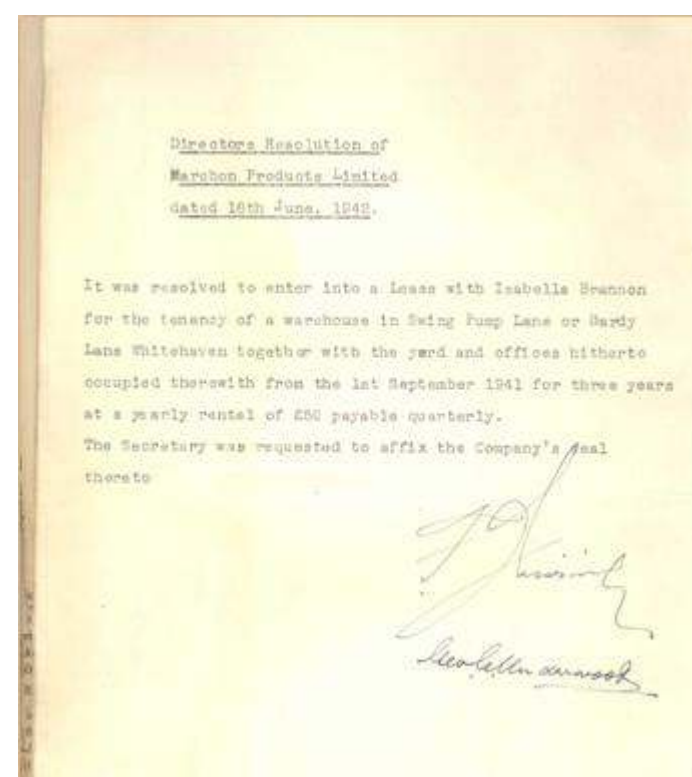 Directors Resolution of
Marchon Products Limited
dated 16th June. 1942.
It was resolved to enter into a Lease with Isabella Brannon
for the tenancy of a warehouse in Swing Pump Lane or Hardy
Lane Whitehaven together with the yard and offices hitherto
occupied therewith from the 1st September 1941 for three years
at a yearly rental of £50 payable quarterly.
The Secretary was requested to affix the Company's seal
thereto